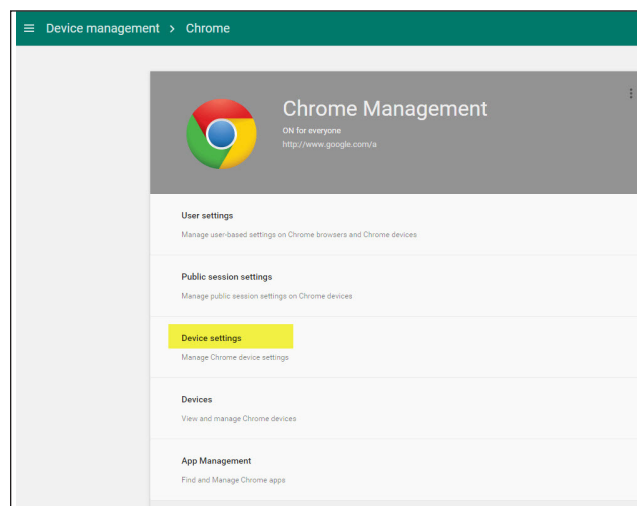 Device management > Chrome
Chrome Management
ON for everyone
http://www.google.com/a
User settings
Manage user-based settings on Chrome browsers and Chrome devices
Public session settings
Manage public session settings on Chrome devices
Device settings
Manage Chrome device settings
Devices
View and manage Chrome devices
App Management
Find and Manage Chrome apps